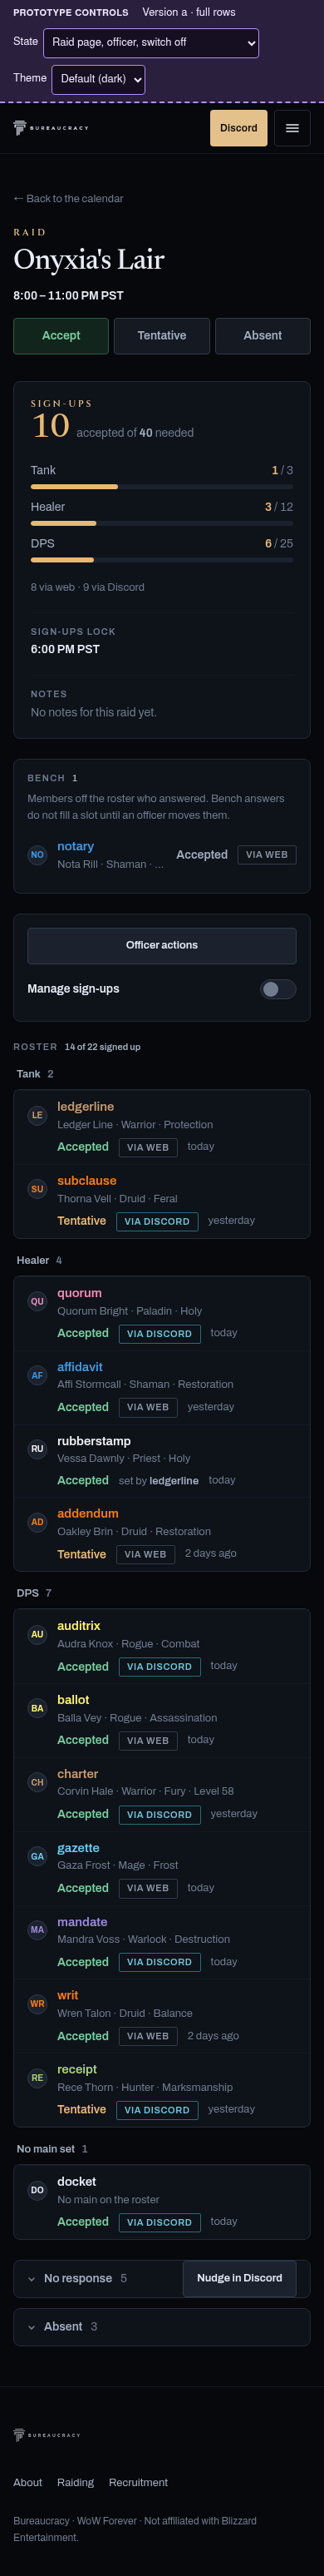 PROTOTYPE CONTROLS Version a · full rows
State Raid page, officer, switch off
Theme Default (dark)
BUREAUCRACY Discord
← Back to the calendar
RAID
Onyxia's Lair
8:00 – 11:00 PM PST
Accept Tentative Absent
SIGN-UPS
10 accepted of 40 needed
Tank 1 / 3
Healer 3 / 12
DPS 6 / 25
8 via web · 9 via Discord
SIGN-UPS LOCK
6:00 PM PST
NOTES
No notes for this raid yet.
BENCH 1
Members off the roster who answered. Bench answers
do not fill a slot until an officer moves them.
NO notary
Nota Rill · Shaman · ... Accepted VIA WEB
Officer actions
Manage sign-ups
ROSTER 14 of 22 signed up
Tank 2
LE ledgerline
Ledger Line · Warrior · Protection
Accepted VIA WEB today
SU subclause
Thorna Vell · Druid · Feral
Tentative VIA DISCORD yesterday
Healer 4
QU quorum
Quorum Bright · Paladin · Holy
Accepted VIA DISCORD today
AF affidavit
Affi Stormcall · Shaman · Restoration
Accepted VIA WEB yesterday
RU rubberstamp
Vessa Dawnly · Priest · Holy
Accepted set by ledgerline today
AD addendum
Oakley Brin · Druid · Restoration
Tentative VIA WEB 2 days ago
DPS 7
AU auditrix
Audra Knox · Rogue · Combat
Accepted VIA DISCORD today
BA ballot
Balla Vey · Rogue · Assassination
Accepted VIA WEB today
CH charter
Corvin Hale · Warrior · Fury · Level 58
Accepted VIA DISCORD yesterday
GA gazette
Gaza Frost · Mage · Frost
Accepted VIA WEB today
MA mandate
Mandra Voss · Warlock · Destruction
Accepted VIA DISCORD today
WR writ
Wren Talon · Druid · Balance
Accepted VIA WEB 2 days ago
RE receipt
Rece Thorn · Hunter · Marksmanship
Tentative VIA DISCORD yesterday
No main set 1
DO docket
No main on the roster
Accepted VIA DISCORD today
No response 5 Nudge in Discord
Absent 3
BUREAUCRACY
About Raiding Recruitment
Bureaucracy · WoW Forever · Not affiliated with Blizzard
Entertainment.